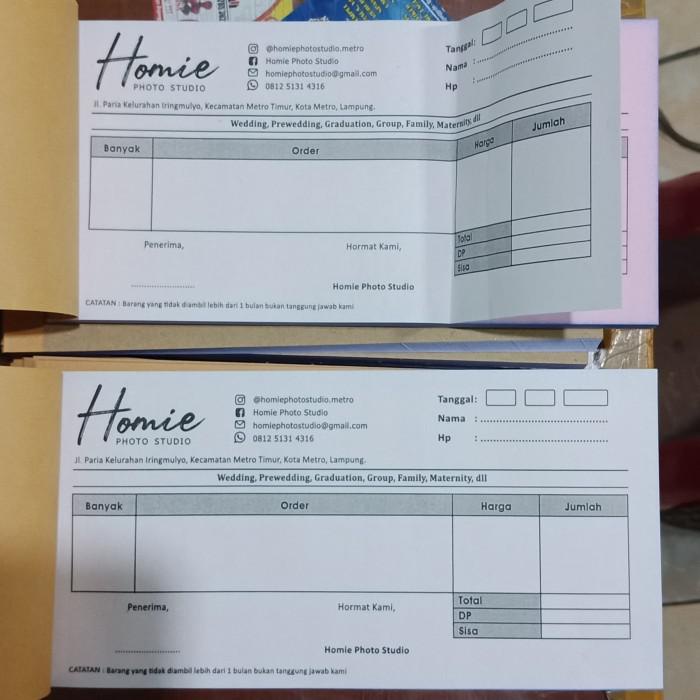 Homie
PHOTO STUDIO
@homiephotostudio.metro
Homie Photo Studio
homiephotostudio@gmail.com
0812 5131 4316
Tanggal:
Nama :
Hp :
Jl. Paria Kelurahan Iringmulyo, Kecamatan Metro Timur, Kota Metro, Lampung.
Wedding, Prewedding, Graduation, Group, Family, Maternity, dll
Banyak Order Harga Jumlah
Total
DP
Sisa
Penerima, Hormat Kami,
Homie Photo Studio
CATATAN : Barang yang tidak diambil lebih dari 1 bulan bukan tanggung jawab kami
Homie
PHOTO STUDIO
@homiephotostudio.metro
Homie Photo Studio
homiephotostudio@gmail.com
0812 5131 4316
Tanggal:
Nama :
Hp :
Jl. Paria Kelurahan Iringmulyo, Kecamatan Metro Timur, Kota Metro, Lampung.
Wedding, Prewedding, Graduation, Group, Family, Maternity, dll
Banyak Order Harga Jumlah
Total
DP
Sisa
Penerima, Hormat Kami,
Homie Photo Studio
CATATAN : Barang yang tidak diambil lebih dari 1 bulan bukan tanggung jawab kami